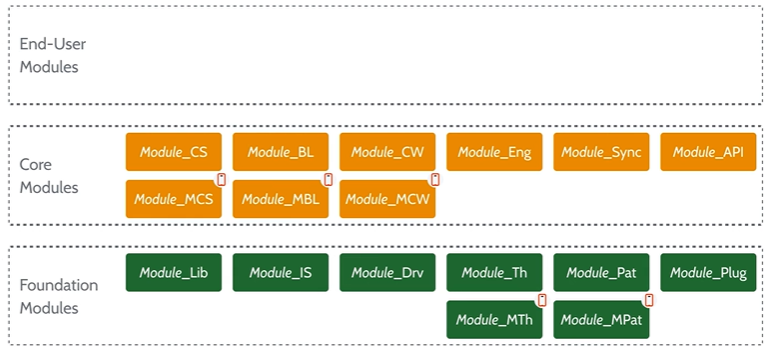 End-User
Modules
Core
Modules
Module_CS
Module_BL
Module_CW
Module_Eng
Module_Sync
Module_API
Module_MCS
Module_MBL
Module_MCW
Foundation
Modules
Module_Lib
Module_IS
Module_Drv
Module_Th
Module_Pat
Module_Plug
Module_MTh
Module_MPat